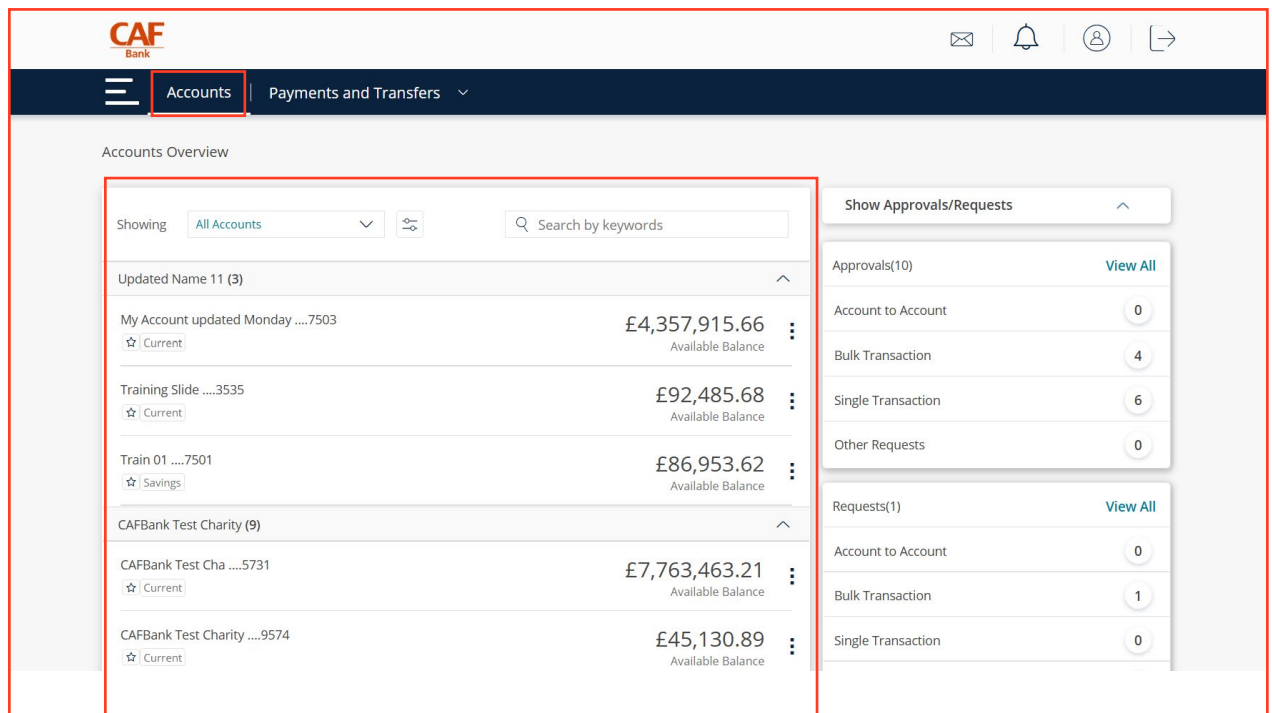 CAF
Bank
Accounts
Payments and Transfers
Accounts Overview
Showing
All Accounts
Search by keywords
Updated Name 11 (3)
My Account updated Monday ....7503
£4,357,915.66
Current
Available Balance
Training Slide ....3535
£92,485.68
Current
Available Balance
Train 01 ....7501
£86,953.62
Savings
Available Balance
CAFBank Test Charity (9)
CAFBank Test Cha ....5731
£7,763,463.21
Current
Available Balance
CAFBank Test Charity ....9574
£45,130.89
Current
Available Balance
Show Approvals/Requests
Approvals(10)
View All
Account to Account
0
Bulk Transaction
4
Single Transaction
6
Other Requests
0
Requests(1)
View All
Account to Account
0
Bulk Transaction
1
Single Transaction
0